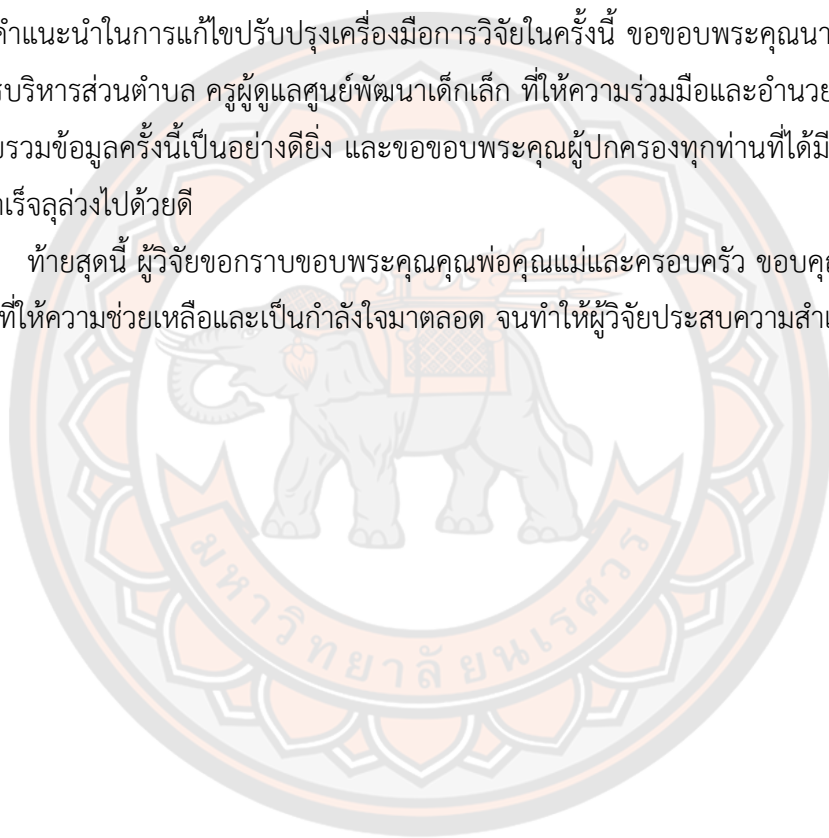 คำแนะนำในการแก้ไขปรับปรุงเครื่องมือการวิจัยในครั้งนี้ ขอขอบพระคุณนา
รบริหารส่วนตำบล ครูผู้ดูแลศูนย์พัฒนาเด็กเล็ก ที่ให้ความร่วมมือและอำนวย
บรวมข้อมูลครั้งนี้เป็นอย่างดียิ่ง และขอขอบพระคุณผู้ปกครองทุกท่านที่ได้มี
าเร็จลุล่วงไปด้วยดี
ท้ายสุดนี้ ผู้วิจัยขอกราบขอบพระคุณคุณพ่อคุณแม่และครอบครัว ขอบคุณ
ที่ให้ความช่วยเหลือและเป็นกำลังใจมาตลอด จนทำให้ผู้วิจัยประสบความสำเ
มหาวิทยาลัยนเรศวร